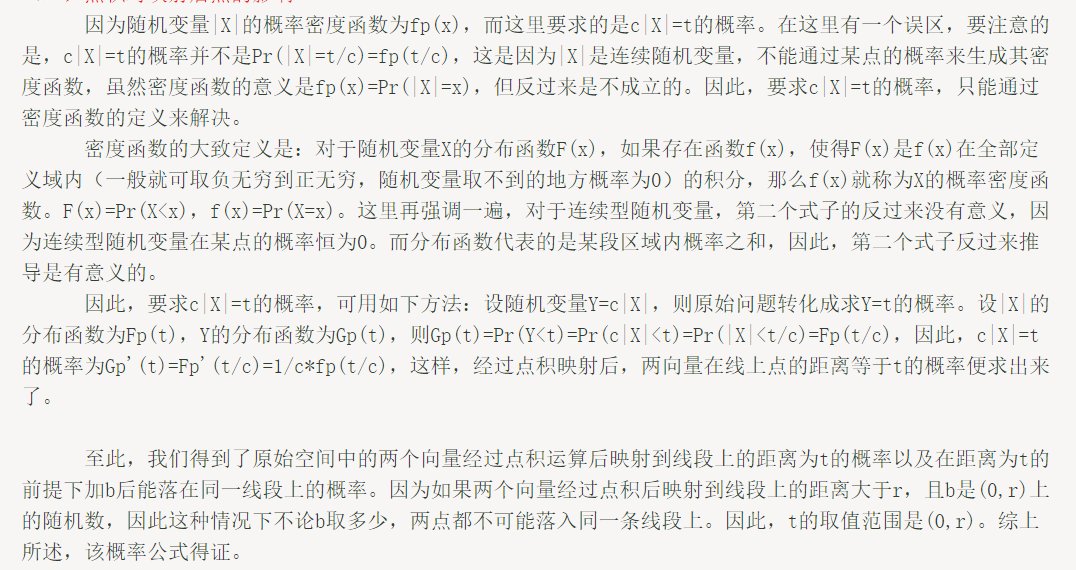 因为随机变量|X|的概率密度函数为fp(x)，而这里要求的是c|X|=t的概率。在这里有一个误区，要注意的
是，c|X|=t的概率并不是Pr(|X|=t/c)=fp(t/c)，这是因为|X|是连续随机变量，不能通过某点的概率来生成其密
度函数，虽然密度函数的意义是fp(x)=Pr(|X|=x)，但反过来是不成立的。因此，要求c|X|=t的概率，只能通过
密度函数的定义来解决。
密度函数的大致定义是：对于随机变量X的分布函数F(x)，如果存在函数f(x)，使得F(x)是f(x)在全部定
义域内（一般就可取负无穷到正无穷，随机变量取不到的地方概率为0）的积分，那么f(x)就称为X的概率密度函
数。F(x)=Pr(X<x)，f(x)=Pr(X=x)。这里再强调一遍，对于连续型随机变量，第二个式子的反过来没有意义，因
为连续型随机变量在某点的概率恒为0。而分布函数代表的是某段区域内概率之和，因此，第二个式子反过来推
导是有意义的。
因此，要求c|X|=t的概率，可用如下方法：设随机变量Y=c|X|，则原始问题转化成求Y=t的概率。设|X|的
分布函数为Fp(t)，Y的分布函数为Gp(t)，则Gp(t)=Pr(Y<t)=Pr(c|X|<t)=Pr(|X|<t/c)=Fp(t/c)，因此，c|X|=t
的概率为Gp'(t)=Fp'(t/c)=1/c*fp(t/c)，这样，经过点积映射后，两向量在线上点的距离等于t的概率便求出来
了。
至此，我们得到了原始空间中的两个向量经过点积运算后映射到线段上的距离为t的概率以及在距离为t的
前提下加b后能落在同一线段上的概率。因为如果两个向量经过点积后映射到线段上的距离大于r，且b是(0,r)上
的随机数，因此这种情况下不论b取多少，两点都不可能落入同一条线段上。因此，t的取值范围是(0,r)。综上
所述，该概率公式得证。